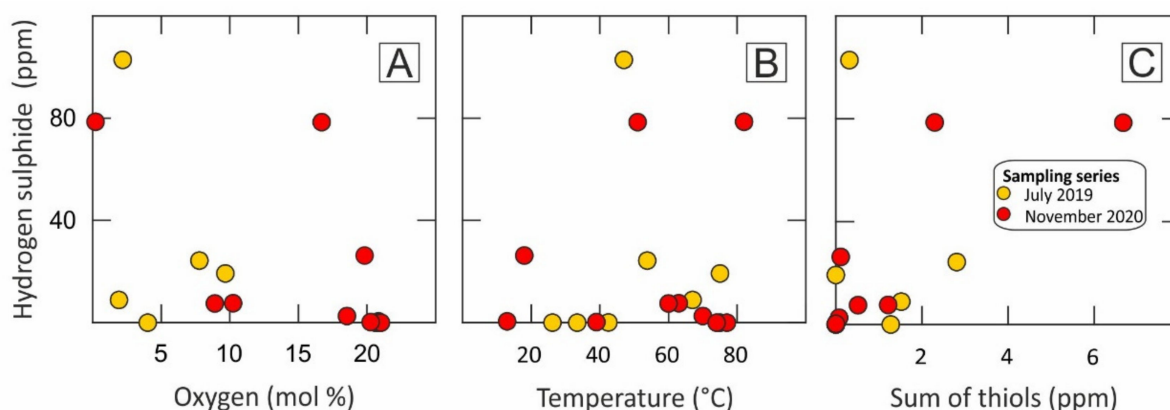 Hydrogen sulphide (ppm)
80
40
A
5 10 15 20
Oxygen (mol %)
B
20 40 60 80
Temperature (°C)
C
Sampling series
July 2019
November 2020
2 4 6
Sum of thiols (ppm)